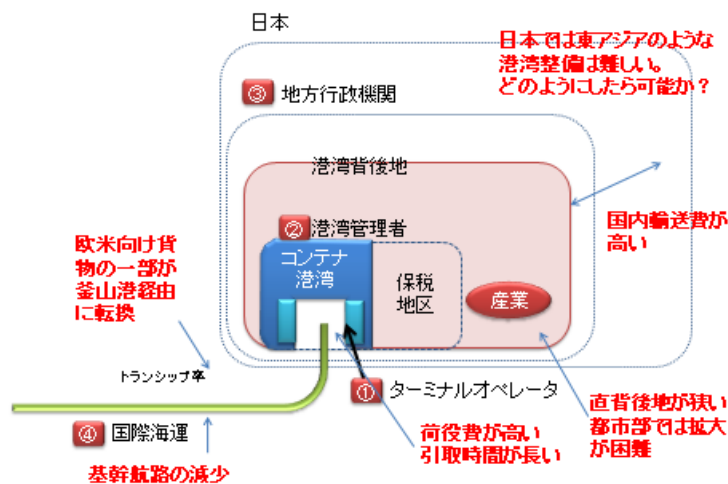 日本
日本では東アジアのような
港湾整備は難しい。
どのようにしたら可能か？
③ 地方行政機関
港湾背後地
② 港湾管理者
国内輸送費が
高い
欧米向け貨
物の一部が
釜山港経由
に転換
コンテナ
港湾
保税
地区
産業
トランシップ率
① ターミナルオペレータ
直背後地が狭い
都市部では拡大
が困難
④ 国際海運
荷役費が高い
引取時間が長い
基幹航路の減少